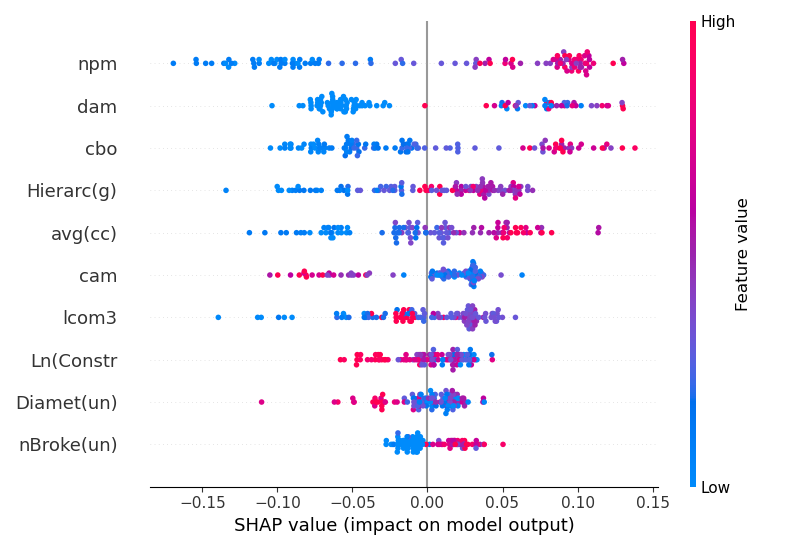 High
npm
dam
cbo
Hierarc(g)
avg(cc)
cam
lcom3
Ln(Constr
Diamet(un)
nBroke(un)
Feature value
Low
−0.15 −0.10 −0.05 0.00 0.05 0.10 0.15
SHAP value (impact on model output)